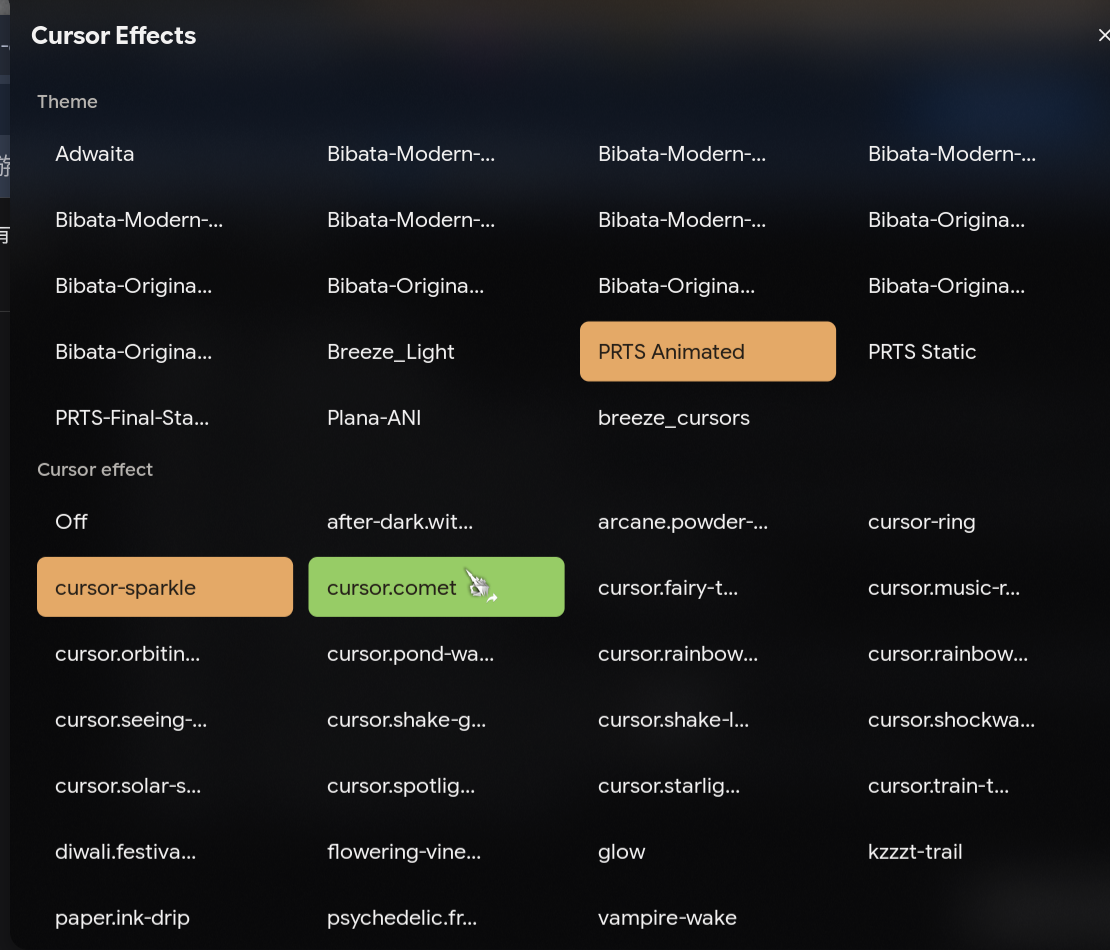 Cursor Effects
Theme
Adwaita Bibata-Modern-... Bibata-Modern-... Bibata-Modern-...
Bibata-Modern-... Bibata-Modern-... Bibata-Modern-... Bibata-Origina...
Bibata-Origina... Bibata-Origina... Bibata-Origina... Bibata-Origina...
Bibata-Origina... Breeze_Light PRTS Animated PRTS Static
PRTS-Final-Sta... Plana-ANI breeze_cursors
Cursor effect
Off after-dark.wit... arcane.powder-... cursor-ring
cursor-sparkle cursor.comet cursor.fairy-t... cursor.music-r...
cursor.orbitin... cursor.pond-wa... cursor.rainbow... cursor.rainbow...
cursor.seeing-... cursor.shake-g... cursor.shake-l... cursor.shockwa...
cursor.solar-s... cursor.spotlig... cursor.starlig... cursor.train-t...
diwali.festiva... flowering-vine... glow kzzzt-trail
paper.ink-drip psychedelic.fr... vampire-wake